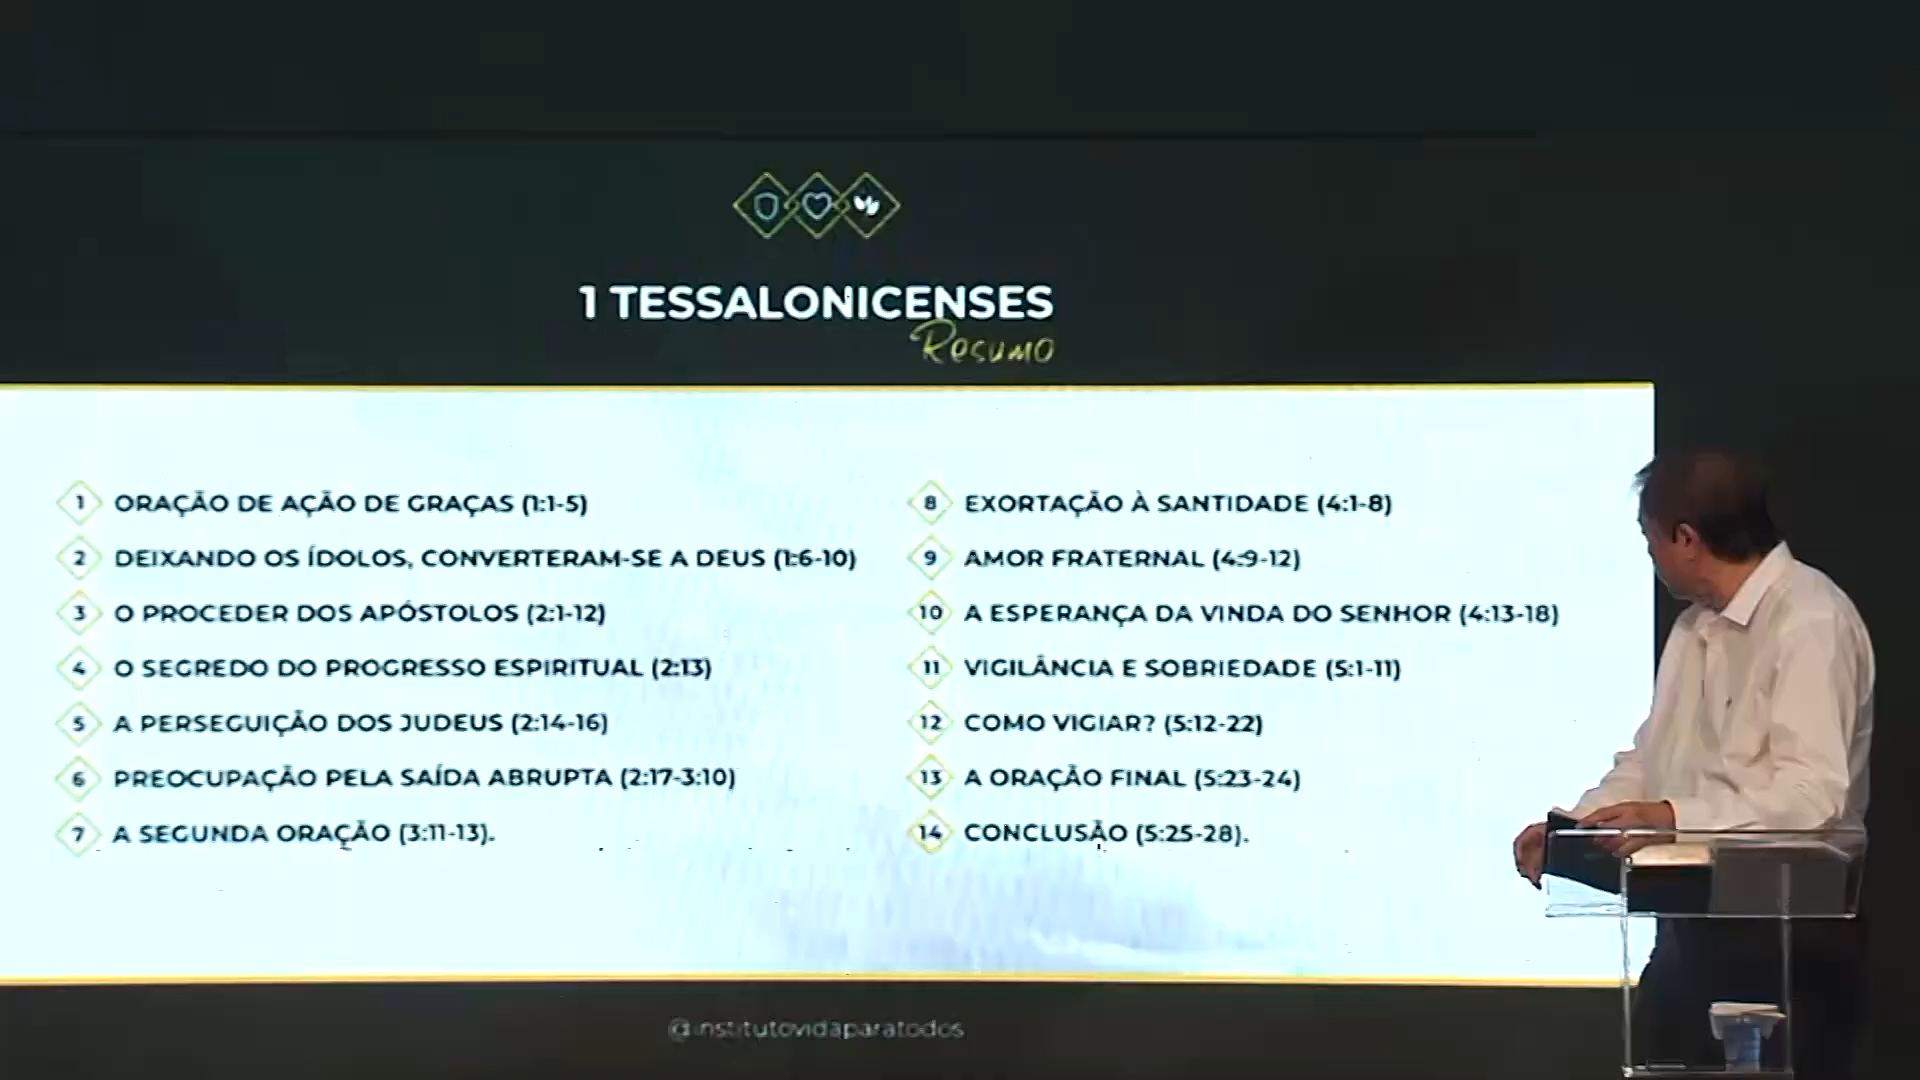 1 TESSALONICENSES
Resumo
1 ORAÇÃO DE AÇÃO DE GRAÇAS (1:1-5)
2 DEIXANDO OS ÍDOLOS, CONVERTERAM-SE A DEUS (1:6-10)
3 O PROCEDER DOS APÓSTOLOS (2:1-12)
4 O SEGREDO DO PROGRESSO ESPIRITUAL (2:13)
5 A PERSEGUIÇÃO DOS JUDEUS (2:14-16)
6 PREOCUPAÇÃO PELA SAÍDA ABRUPTA (2:17-3:10)
7 A SEGUNDA ORAÇÃO (3:11-13).
8 EXORTAÇÃO À SANTIDADE (4:1-8)
9 AMOR FRATERNAL (4:9-12)
10 A ESPERANÇA DA VINDA DO SENHOR (4:13-18)
11 VIGILÂNCIA E SOBRIEDADE (5:1-11)
12 COMO VIGIAR? (5:12-22)
13 A ORAÇÃO FINAL (5:23-24)
14 CONCLUSÃO (5:25-28).
@institutovidaparatodos